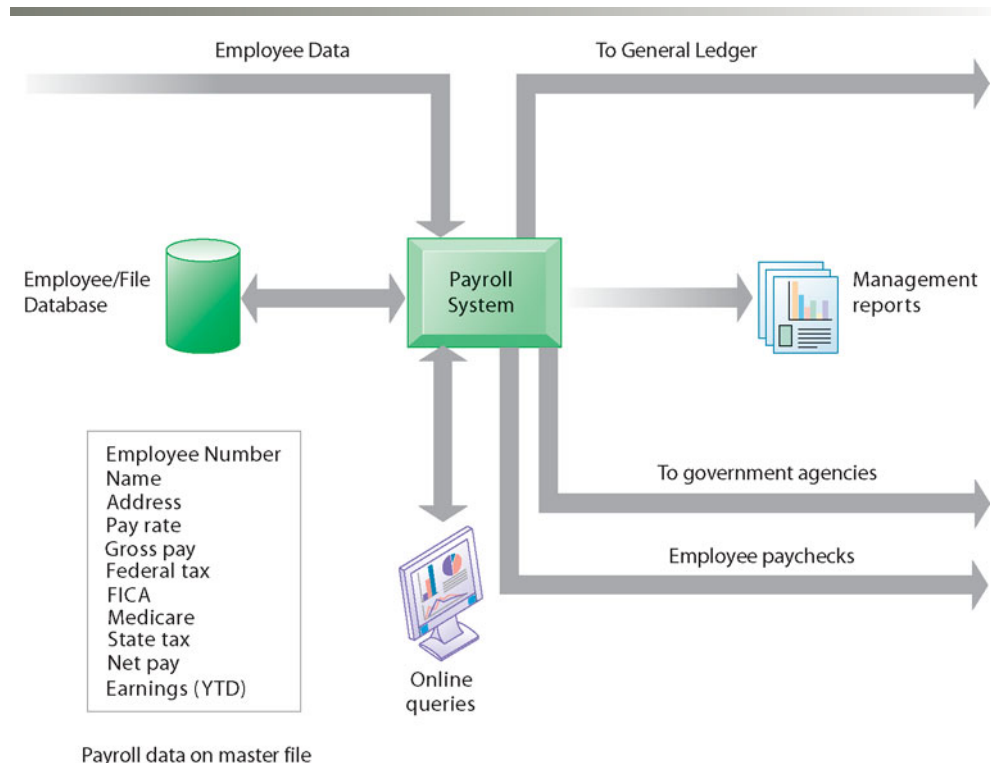 Employee Data
To General Ledger
Employee/File
Database
Payroll
System
Management
reports
Employee Number
Name
Address
Pay rate
Gross pay
Federal tax
FICA
Medicare
State tax
Net pay
Earnings (YTD)
To government agencies
Employee paychecks
Online
queries
Payroll data on master file